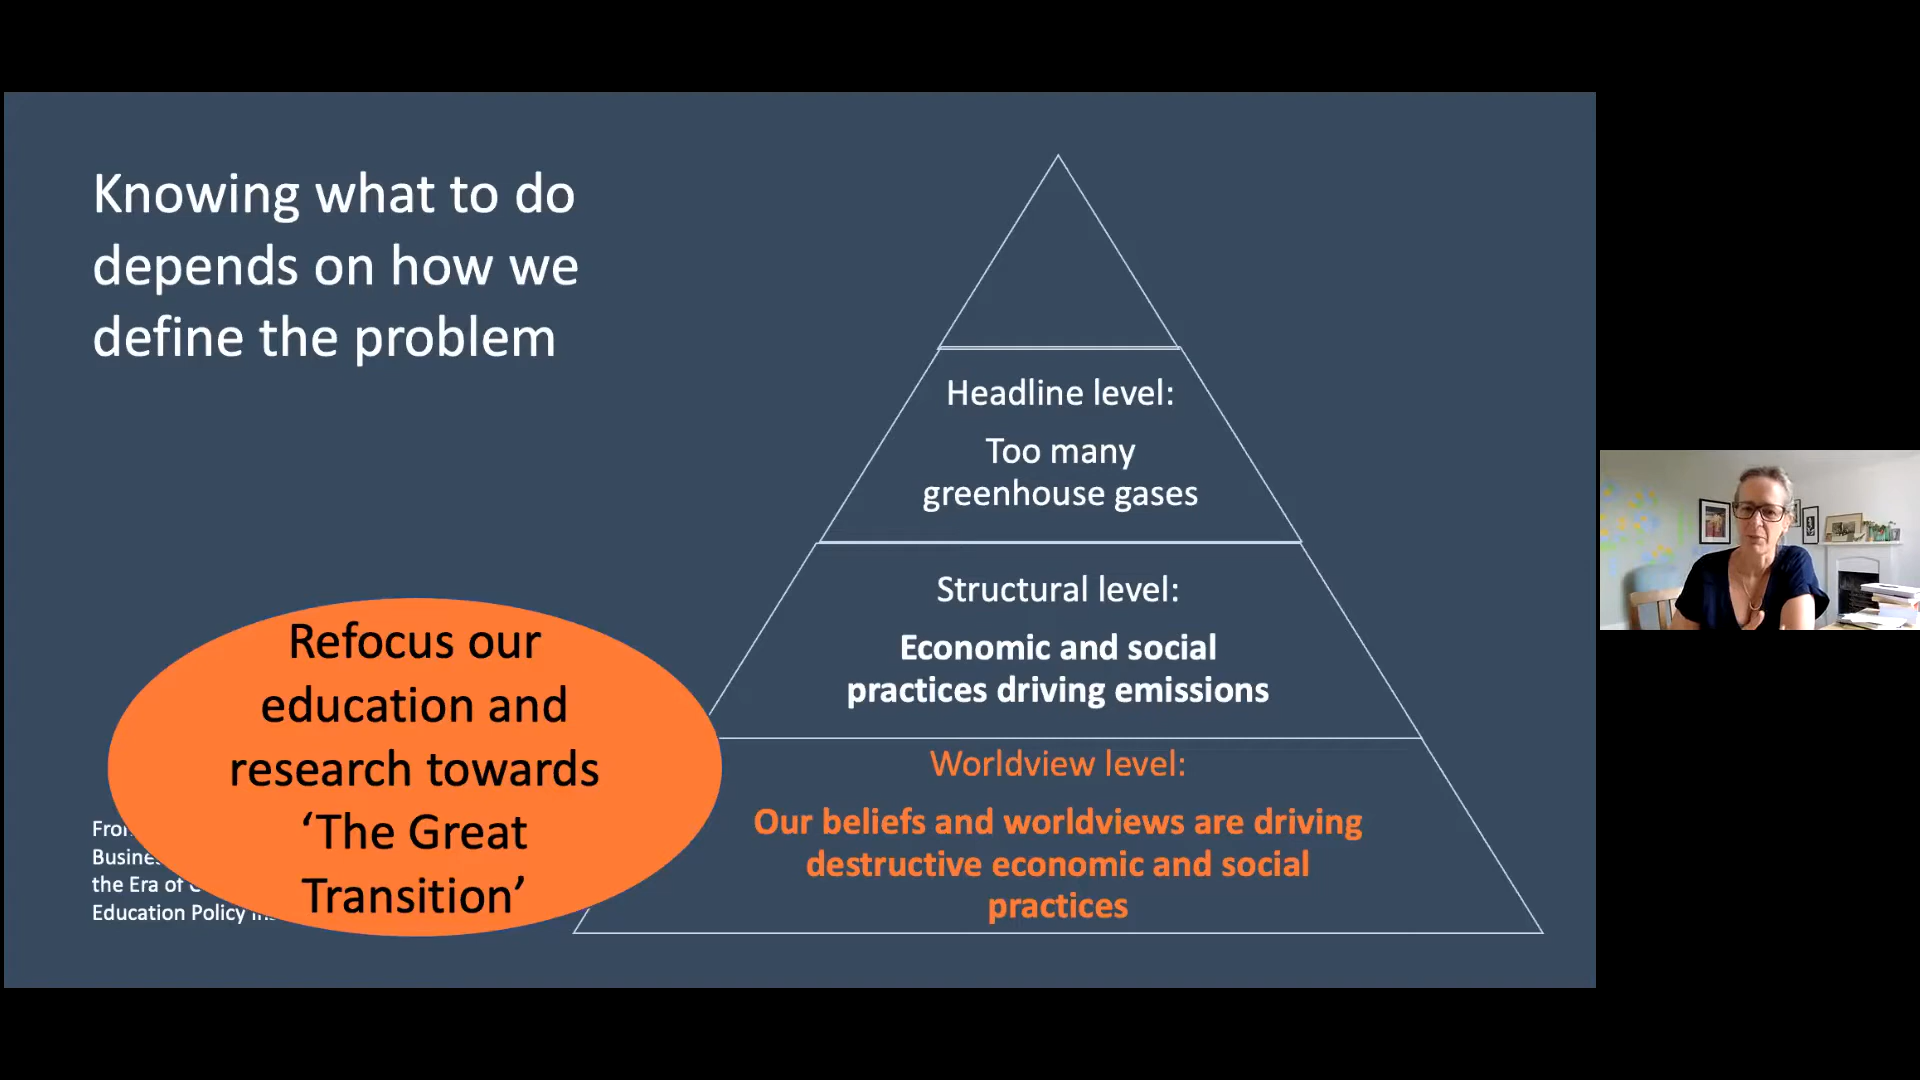 Knowing what to do
depends on how we
define the problem
Headline level:
Too many
greenhouse gases
Structural level:
Economic and social
practices driving emissions
Worldview level:
Our beliefs and worldviews are driving
destructive economic and social
practices
Refocus our
education and
research towards
‘The Great
Transition’
the Era of
Education Policy